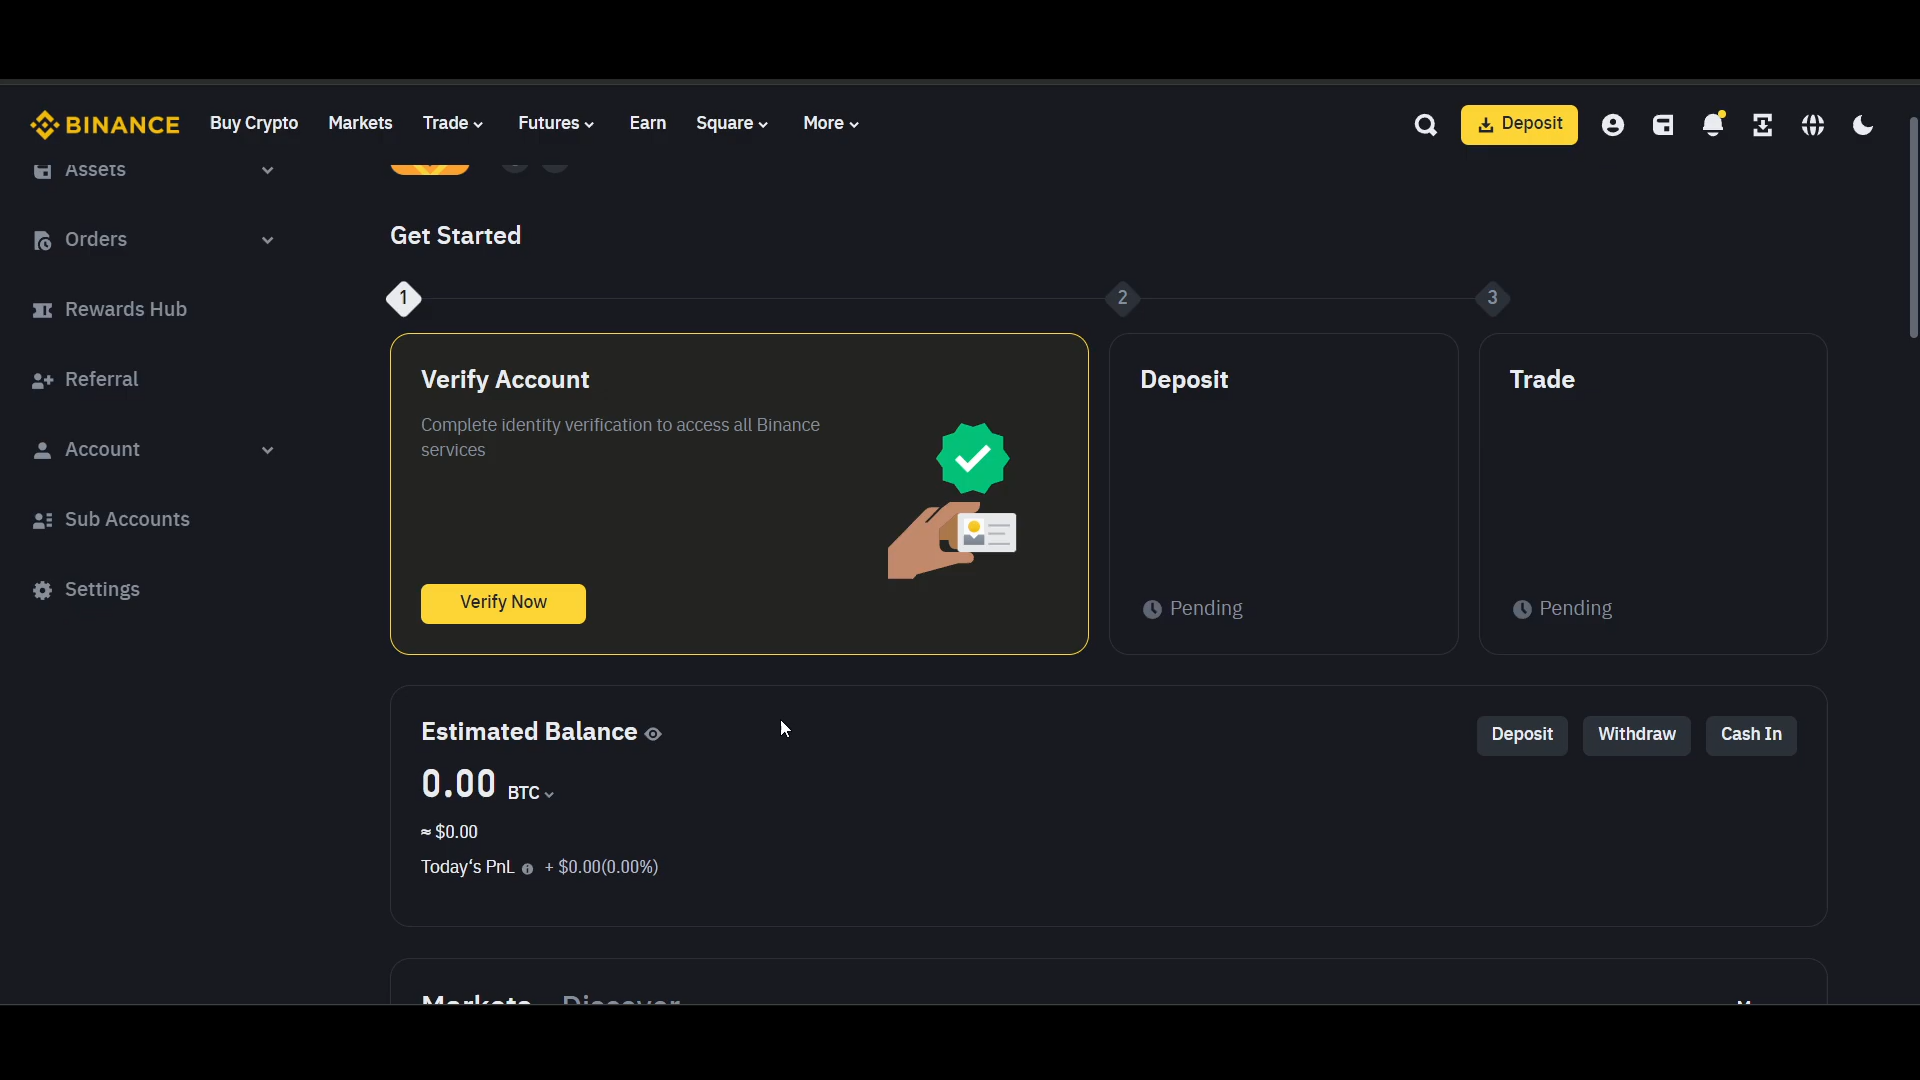 BINANCE Buy Crypto Markets Trade Futures Earn Square More Deposit
Assets
Orders
Rewards Hub
Referral
Account
Sub Accounts
Settings
Get Started
1 2 3
Verify Account
Complete identity verification to access all Binance
services
Verify Now
Deposit
Pending
Trade
Pending
Estimated Balance
Deposit Withdraw Cash In
0.00 BTC
≈ $0.00
Today's PnL + $0.00(0.00%)
Markets Discover